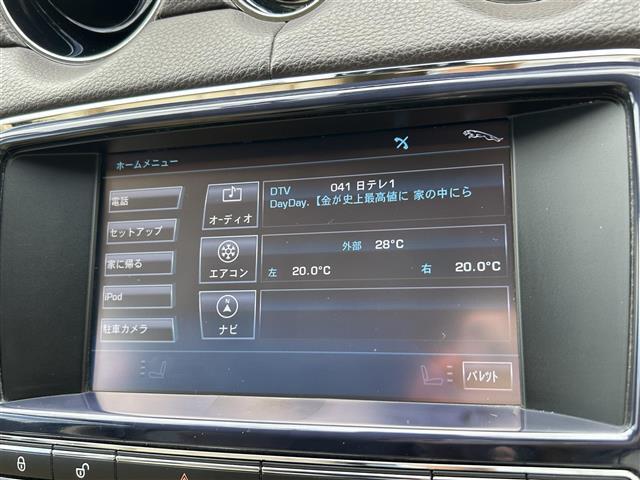 ホームメニュー
電話
セットアップ
家に帰る
iPod
駐車カメラ
オーディオ
エアコン
N
ナビ
DTV 041 日テレ1
DayDay.【金が史上最高値に 家の中にら
外部 28°C
左 20.0°C 右 20.0°C
バレット